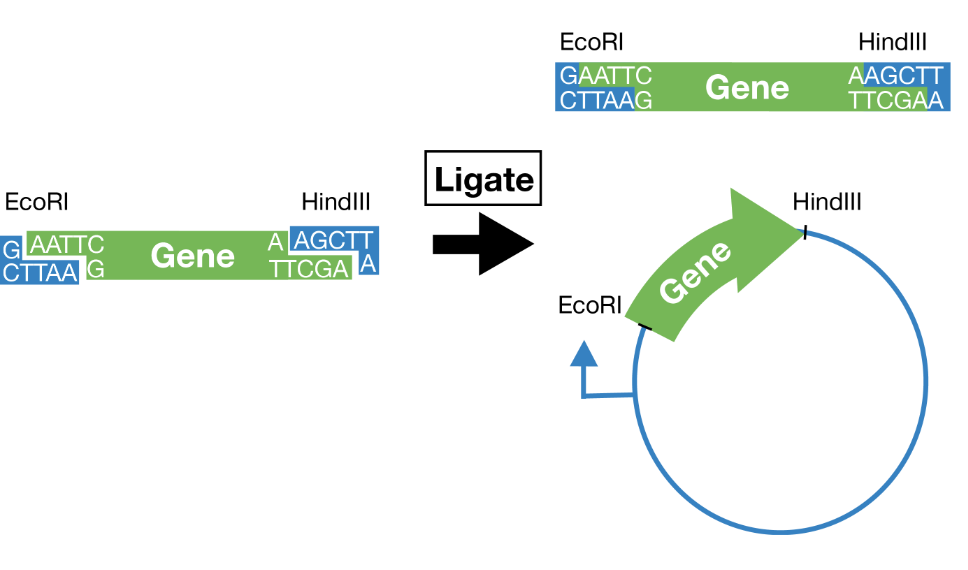 EcoRI HindIII
GAATTC Gene AAGCTT
CTTAAG TTCGAA
Ligate
EcoRI HindIII
G AATTC Gene A AGCTT
CTTAA G TTCGA A
HindIII
Gene
EcoRI